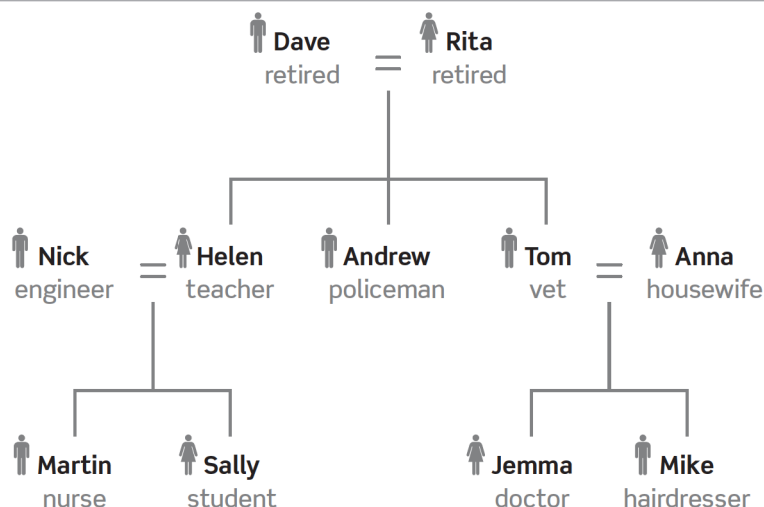 Dave Rita
retired retired
Nick Helen Andrew Tom Anna
engineer teacher policeman vet housewife
Martin Sally Jemma Mike
nurse student doctor hairdresser